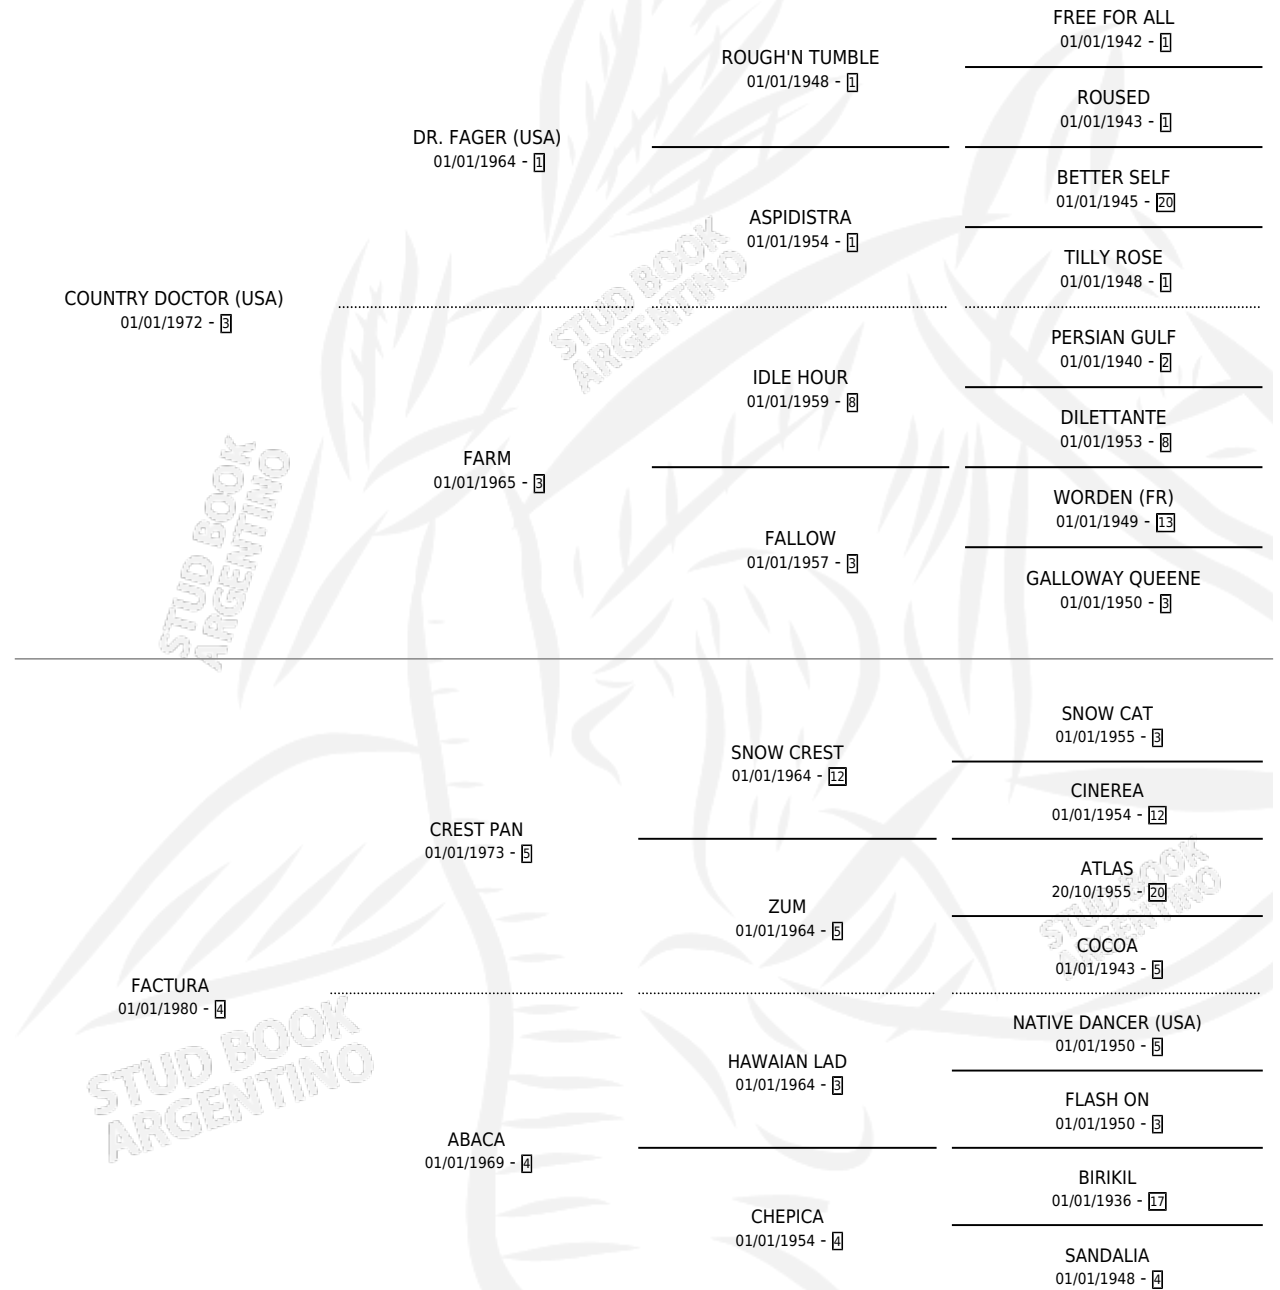 FREE FOR ALL
01/01/1942 - 1
ROUGH'N TUMBLE
01/01/1948 - 1
ROUSED
01/01/1943 - 1
DR. FAGER (USA)
01/01/1964 - 1
BETTER SELF
01/01/1945 - 20
ASPIDISTRA
01/01/1954 - 1
TILLY ROSE
01/01/1948 - 1
COUNTRY DOCTOR (USA)
01/01/1972 - 3
PERSIAN GULF
01/01/1940 - 2
IDLE HOUR
01/01/1959 - 8
DILETTANTE
01/01/1953 - 8
FARM
01/01/1965 - 3
WORDEN (FR)
01/01/1949 - 13
FALLOW
01/01/1957 - 3
GALLOWAY QUEENE
01/01/1950 - 3
SNOW CAT
01/01/1955 - 3
SNOW CREST
01/01/1964 - 12
CINEREA
01/01/1954 - 12
CREST PAN
01/01/1973 - 5
ATLAS
20/10/1955 - 20
ZUM
01/01/1964 - 5
COCOA
01/01/1943 - 5
FACTURA
01/01/1980 - 4
NATIVE DANCER (USA)
01/01/1950 - 5
HAWAIAN LAD
01/01/1964 - 3
FLASH ON
01/01/1950 - 3
ABACA
01/01/1969 - 4
BIRIKIL
01/01/1936 - 17
CHEPICA
01/01/1954 - 4
SANDALIA
01/01/1948 - 4
STUD BOOK
ARGENTINO
STUD BOOK
ARGENTINO
STUD BOOK
ARGENTINO
STUD BOOK
ARGENTINO